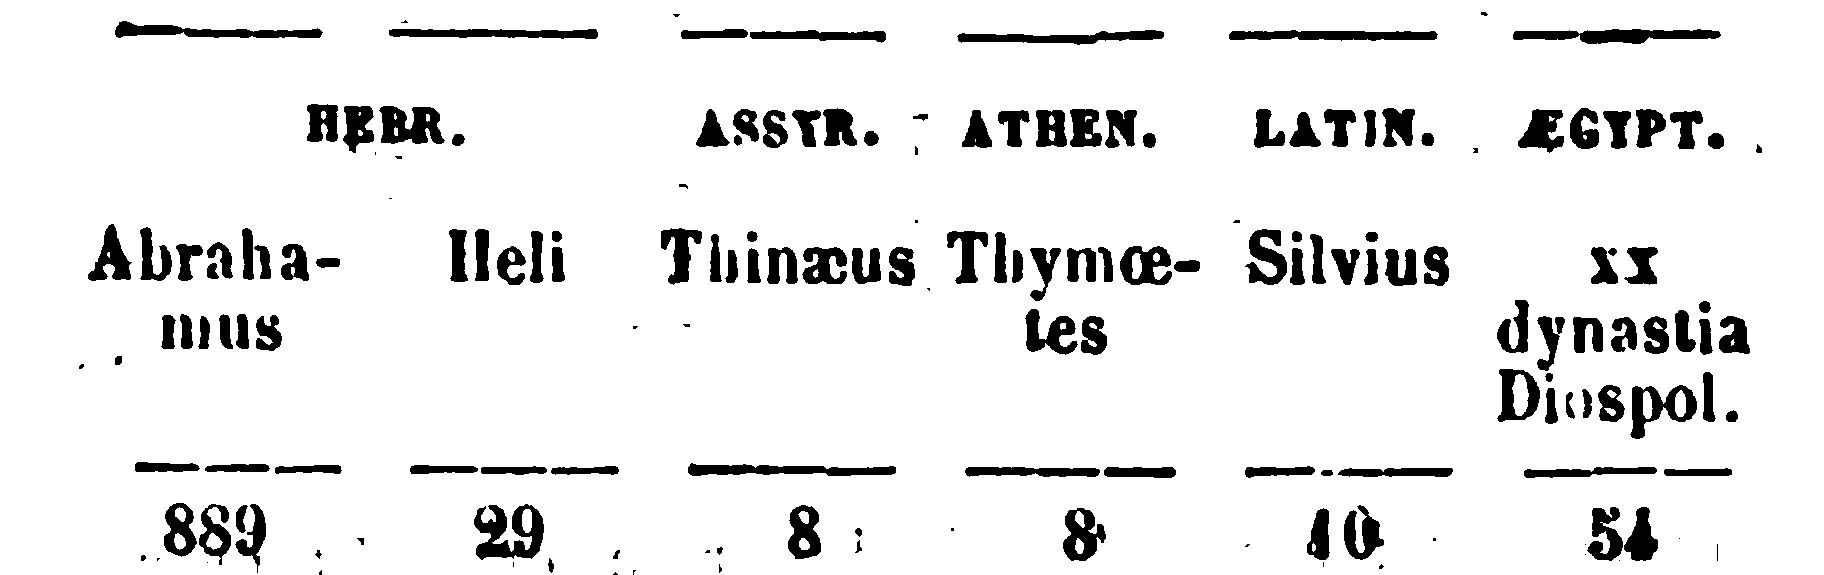 HEBR. ASSYR. ATHEN. LATIN. ÆGYPT.
Abraha- Heli Thinæus Thymœ- Silvius xx
mus tes dynastia
Diospol.
889 29 8 8 10